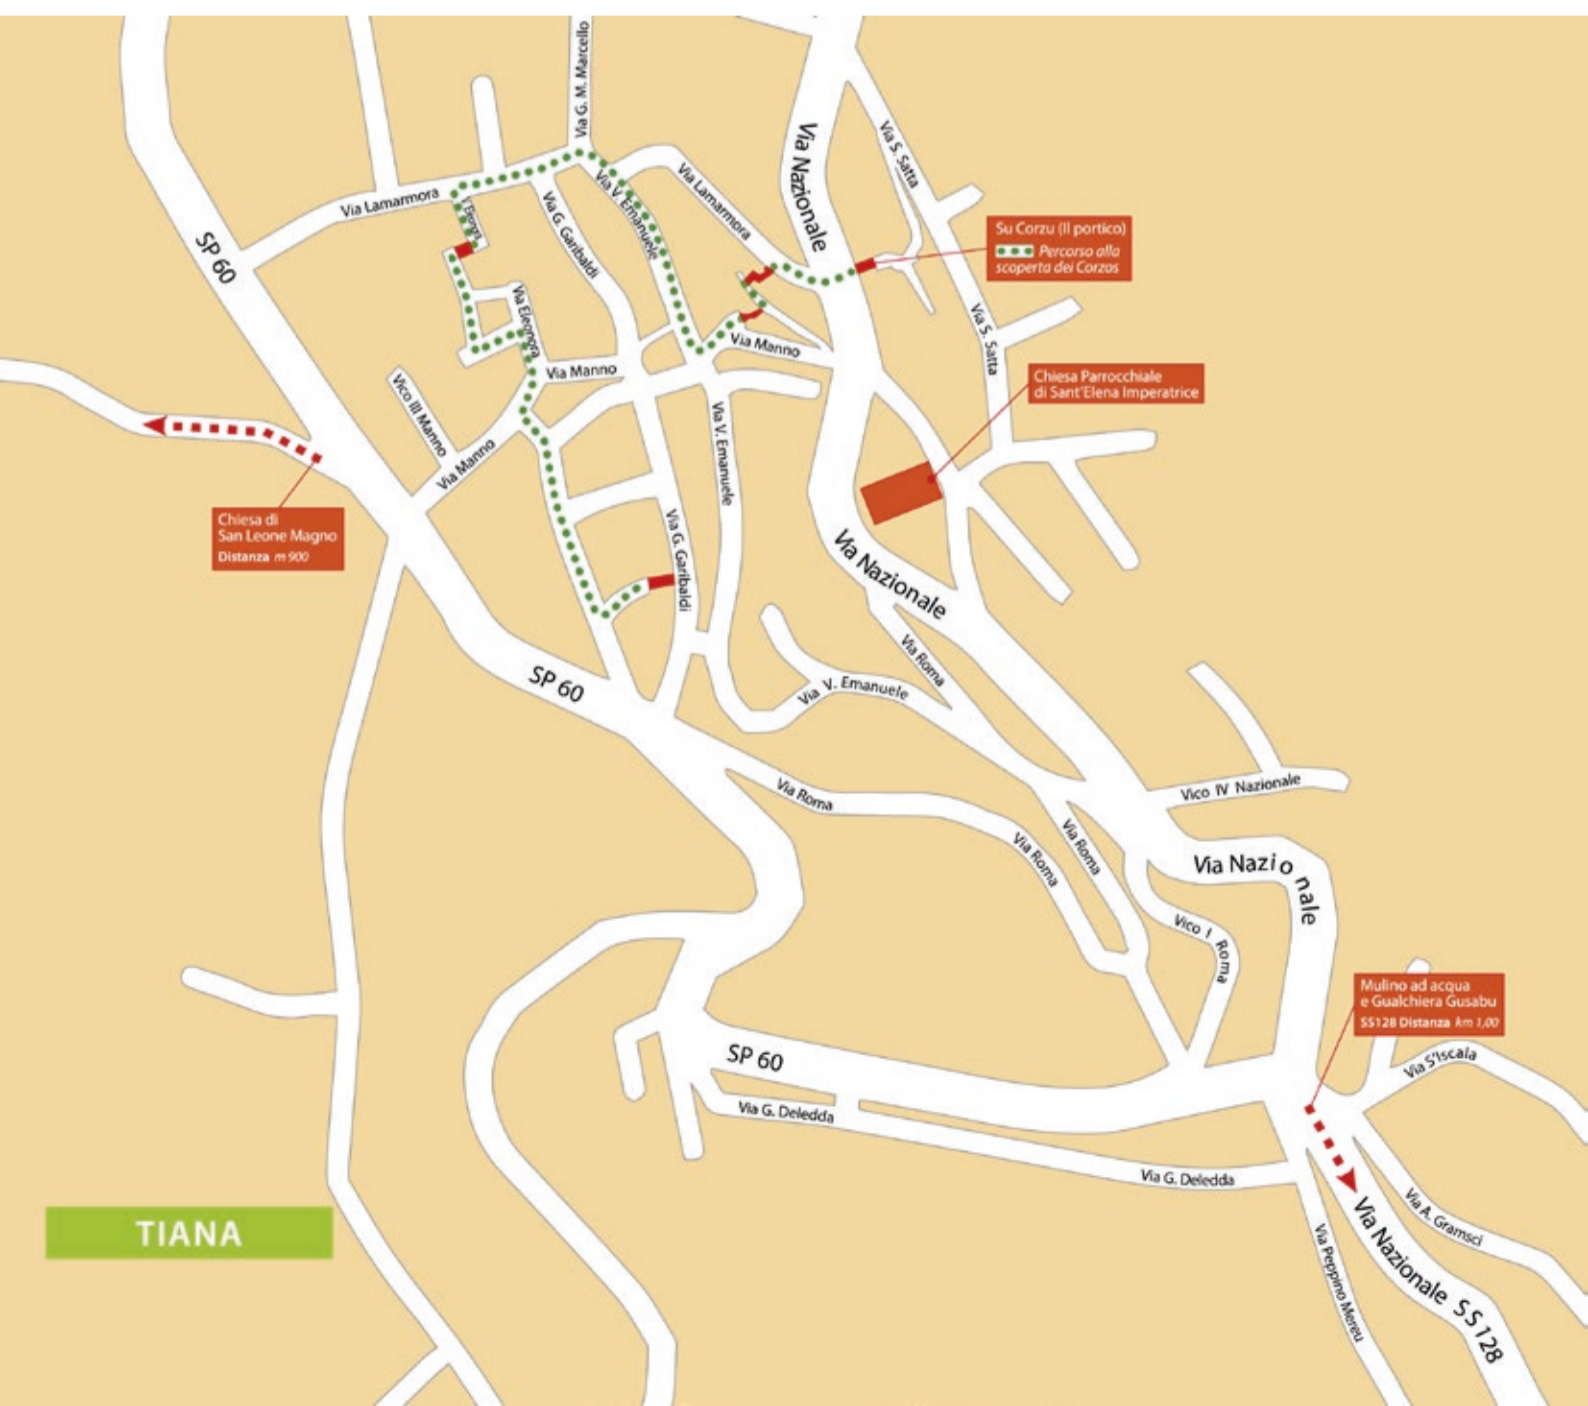 Via G. M. Marcello
Via Nazionale
Via S. Satta
Via Lamarmora
Via V. Emanuele
Via Lamarmora
Via G. Garibaldi
SP 60
Su Corzu (Il portico)
Percorso alla
scoperta dei Corzos
Via Eleonora
Via S. Satta
Via Manno
Via Manno
Chiesa Parrocchiale
di Sant'Elena Imperatrice
Vico III Manno
Via Manno
Via V. Emanuele
Chiesa di
San Leone Magno
Distanza m 900
Via G. Garibaldi
Via Nazionale
Via Roma
SP 60
Via V. Emanuele
Via Roma
Vico IV Nazionale
Via Roma
Via Roma
Via Nazionale
Vico I Roma
Mulino ad acqua
e Gualchiera Gusabu
SS128 Distanza km 1,00
SP 60
Via S'Iscala
Via G. Deledda
Via G. Deledda
Via A. Gramsci
TIANA
Via Nazionale SS128
Via Peppino Mereu